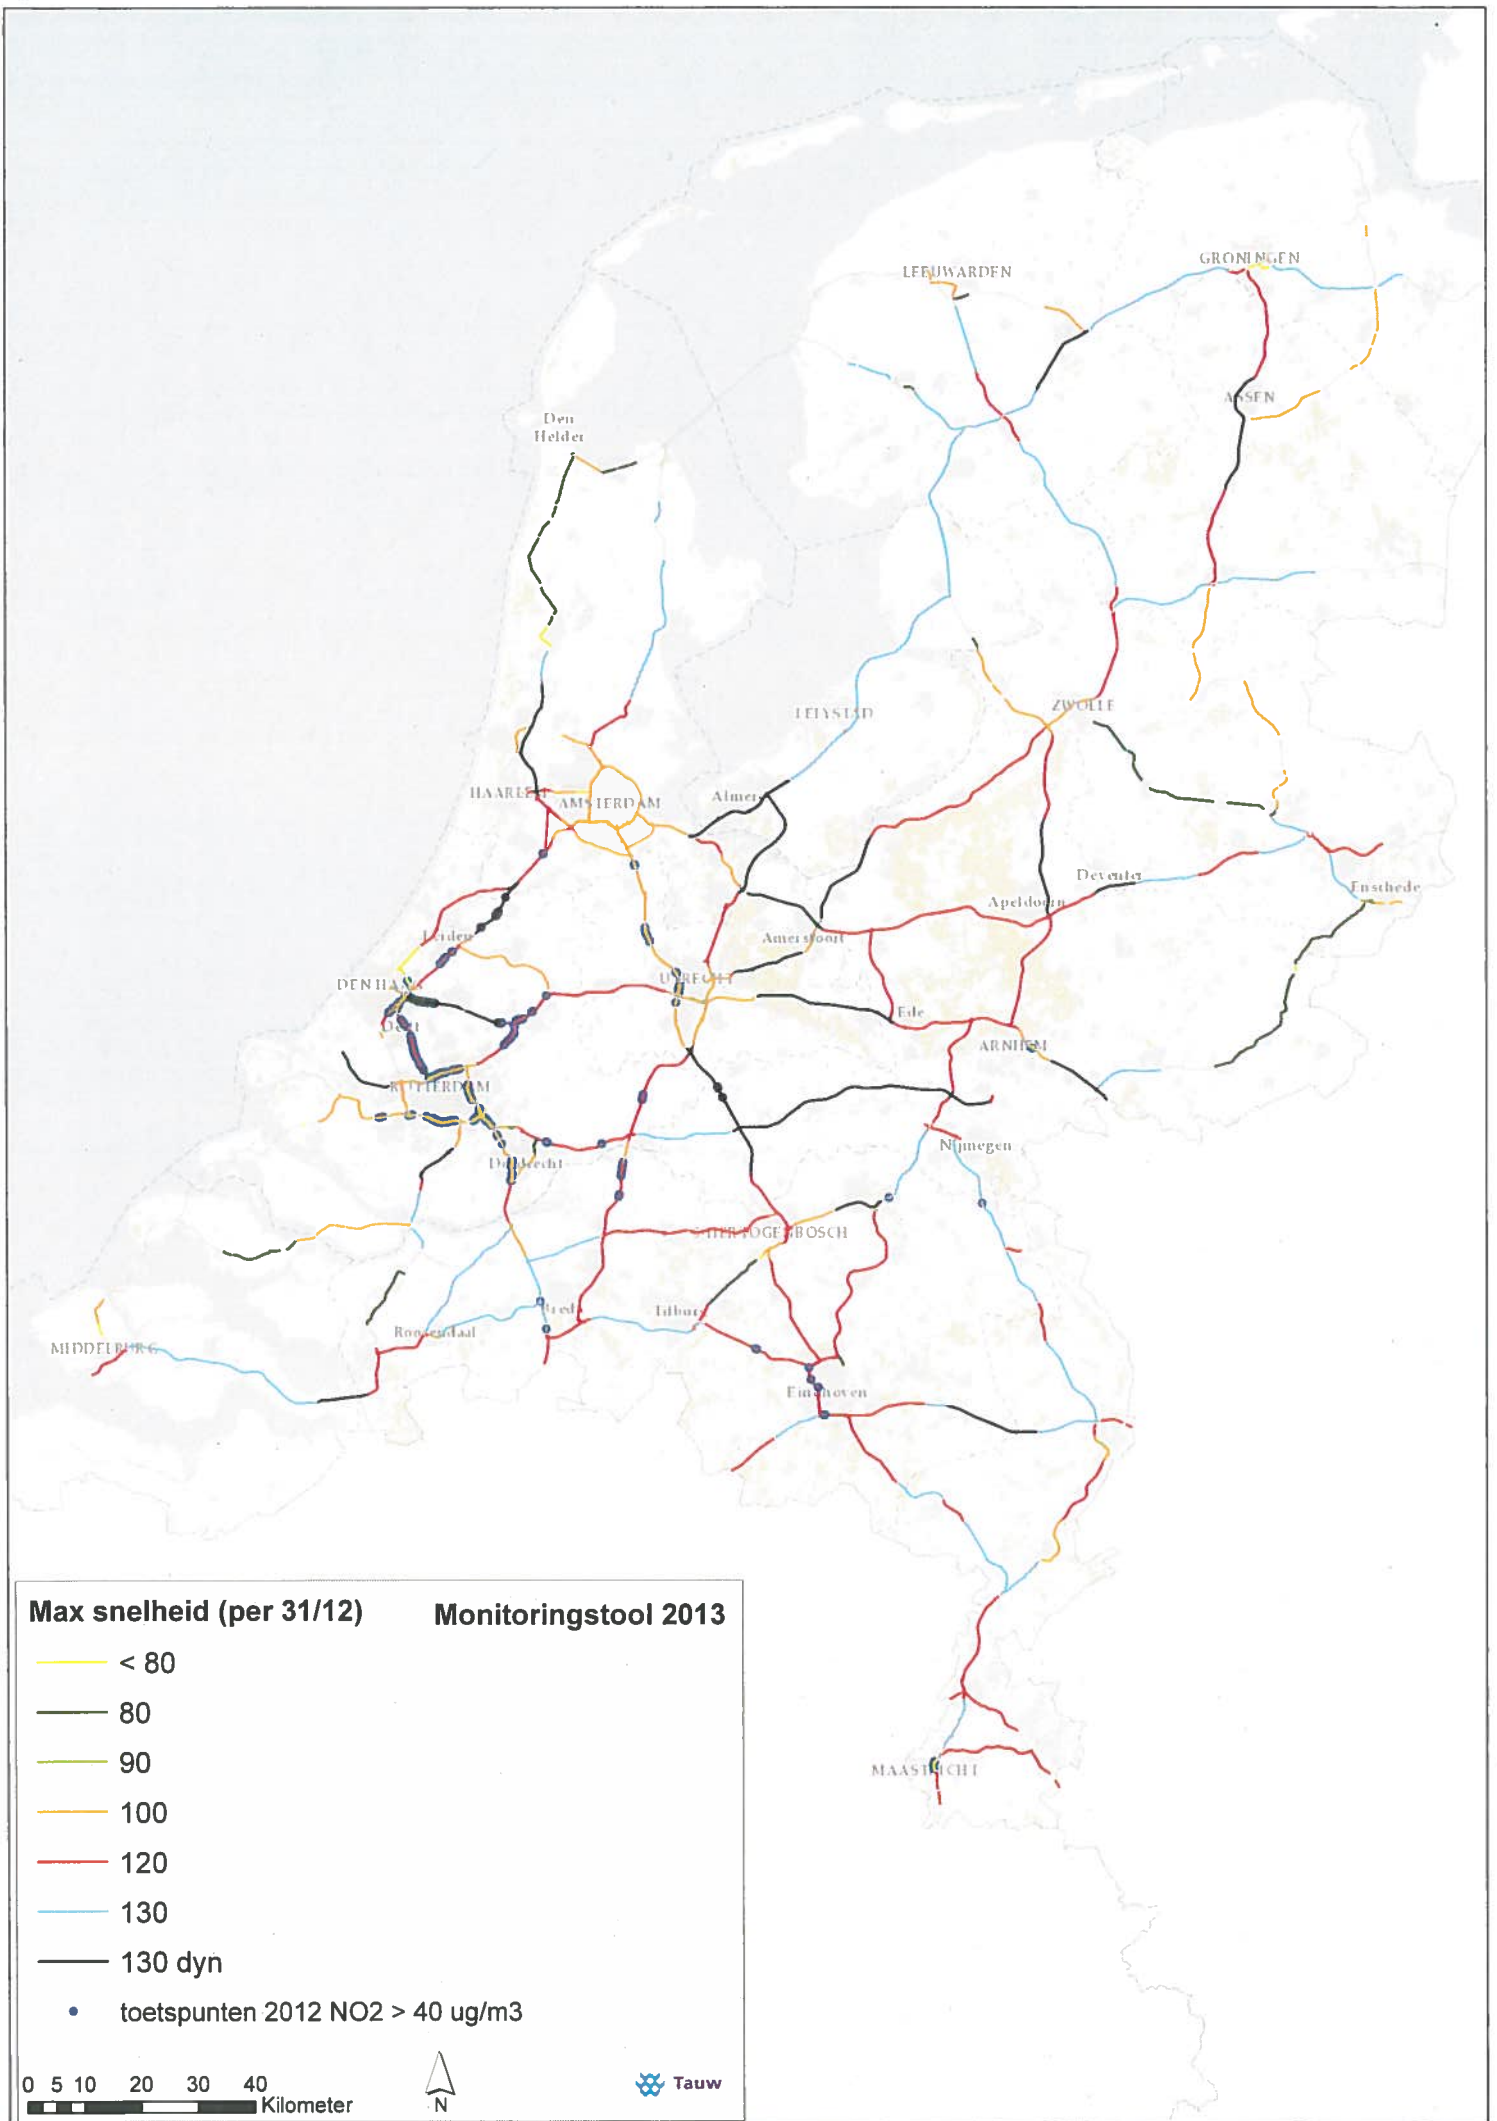 GRONINGEN
LEEUWARDEN
ASSEN
Den
Helder
ZWOLLE
LELYSTAD
HAARLEM
AMSTERDAM
Almere
Deventer
Enschede
Apeldoorn
Leiden
Amersfoort
UTRECHT
DEN HAAG
Ede
Delft
ARNHEM
ROTTERDAM
Nijmegen
Dordrecht
'S-HERTOGENBOSCH
Breda
Tilburg
Roosendaal
MIDDELBURG
Eindhoven
MAASTRICHT
Max snelheid (per 31/12) Monitoringstool 2013
< 80
80
90
100
120
130
130 dyn
toetspunten 2012 NO2 > 40 ug/m3
0 5 10 20 30 40
Kilometer
N
Tauw